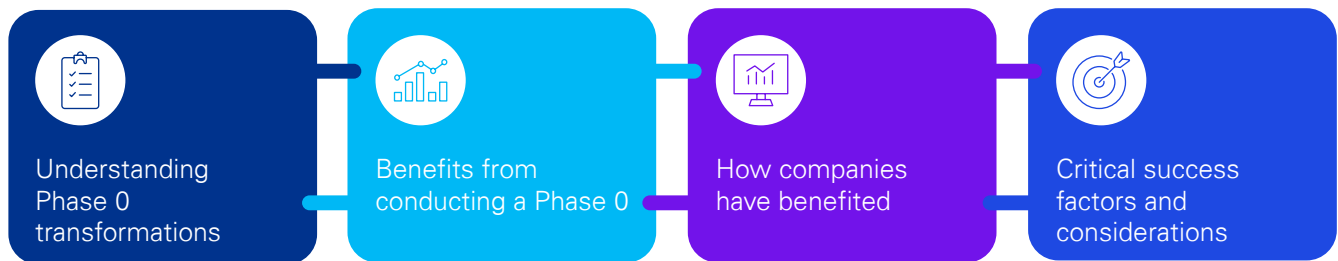 Understanding
Phase 0
transformations
Benefits from
conducting a Phase 0
How companies
have benefited
Critical success
factors and
considerations